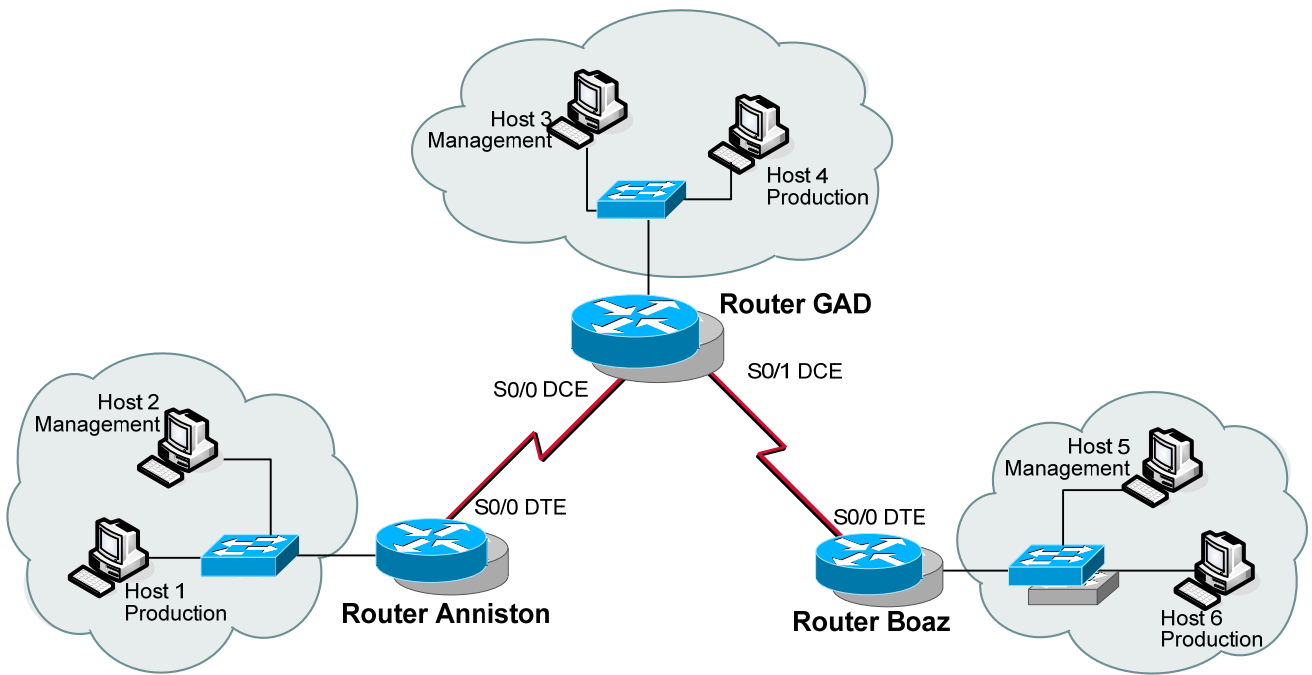 Host 3
Management
Host 4
Production
Router GAD
S0/0 DCE
S0/1 DCE
Host 2
Management
S0/0 DTE
Host 1
Production
Router Anniston
Host 5
Management
S0/0 DTE
Router Boaz
Host 6
Production